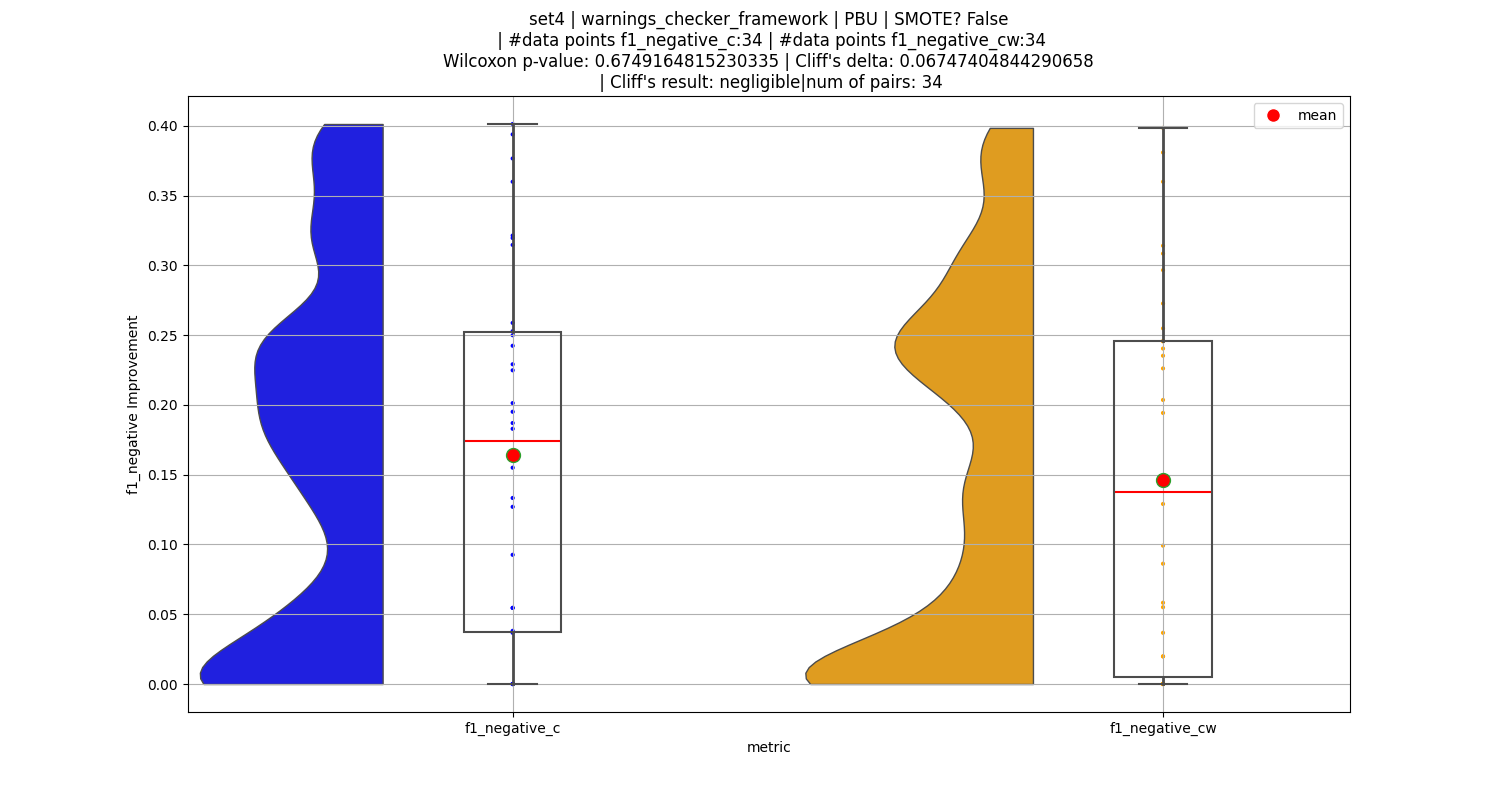 set4 | warnings_checker_framework | PBU | SMOTE? False
| #data points f1_negative_c:34 | #data points f1_negative_cw:34
Wilcoxon p-value: 0.6749164815230335 | Cliff's delta: 0.06747404844290658
| Cliff's result: negligible|num of pairs: 34
mean
0.40
0.35
0.30
0.25
0.20
0.15
0.10
0.05
0.00
f1_negative Improvement
f1_negative_c
f1_negative_cw
metric